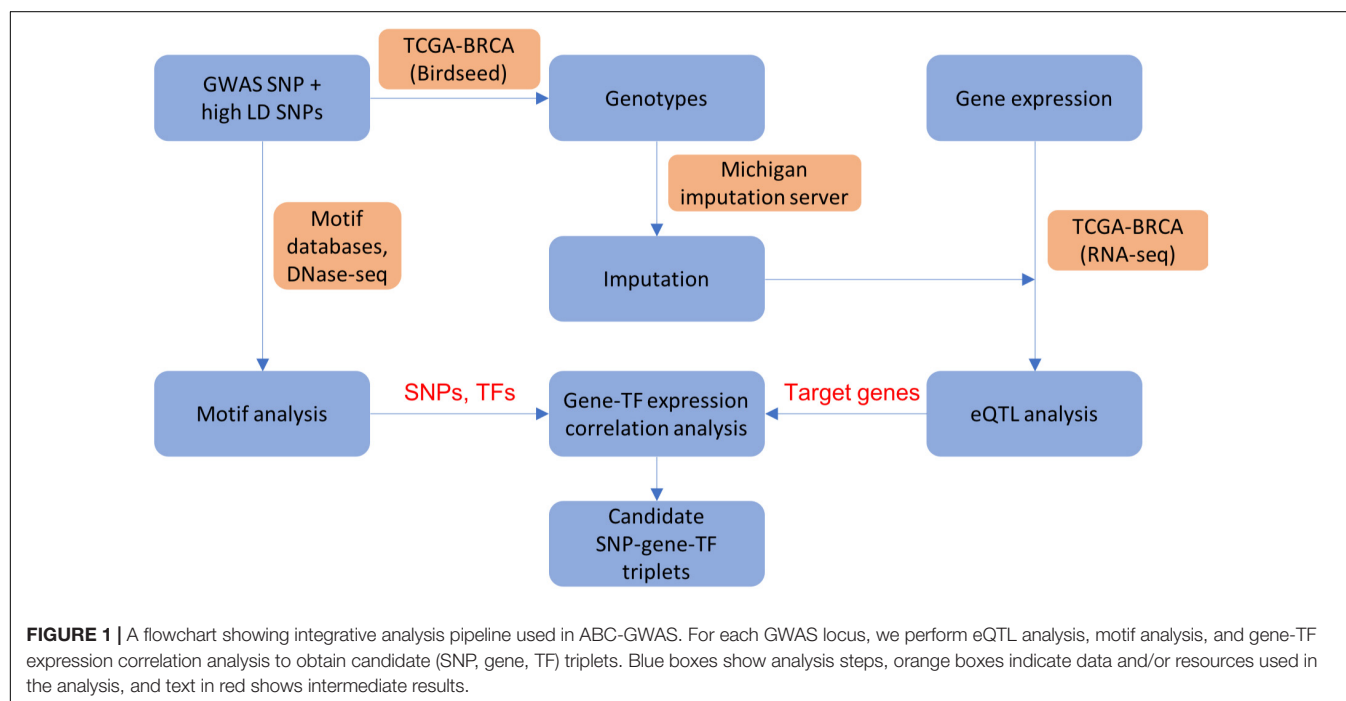 GWAS SNP +
high LD SNPs
TCGA-BRCA
(Birdseed)
Genotypes
Gene expression
Michigan
imputation server
Motif
databases,
DNase-seq
TCGA-BRCA
(RNA-seq)
Imputation
Motif analysis
SNPs, TFs
Gene-TF expression
correlation analysis
Target genes
eQTL analysis
Candidate
SNP-gene-TF
triplets
FIGURE 1 | A flowchart showing integrative analysis pipeline used in ABC-GWAS. For each GWAS locus, we perform eQTL analysis, motif analysis, and gene-TF
expression correlation analysis to obtain candidate (SNP, gene, TF) triplets. Blue boxes show analysis steps, orange boxes indicate data and/or resources used in
the analysis, and text in red shows intermediate results.